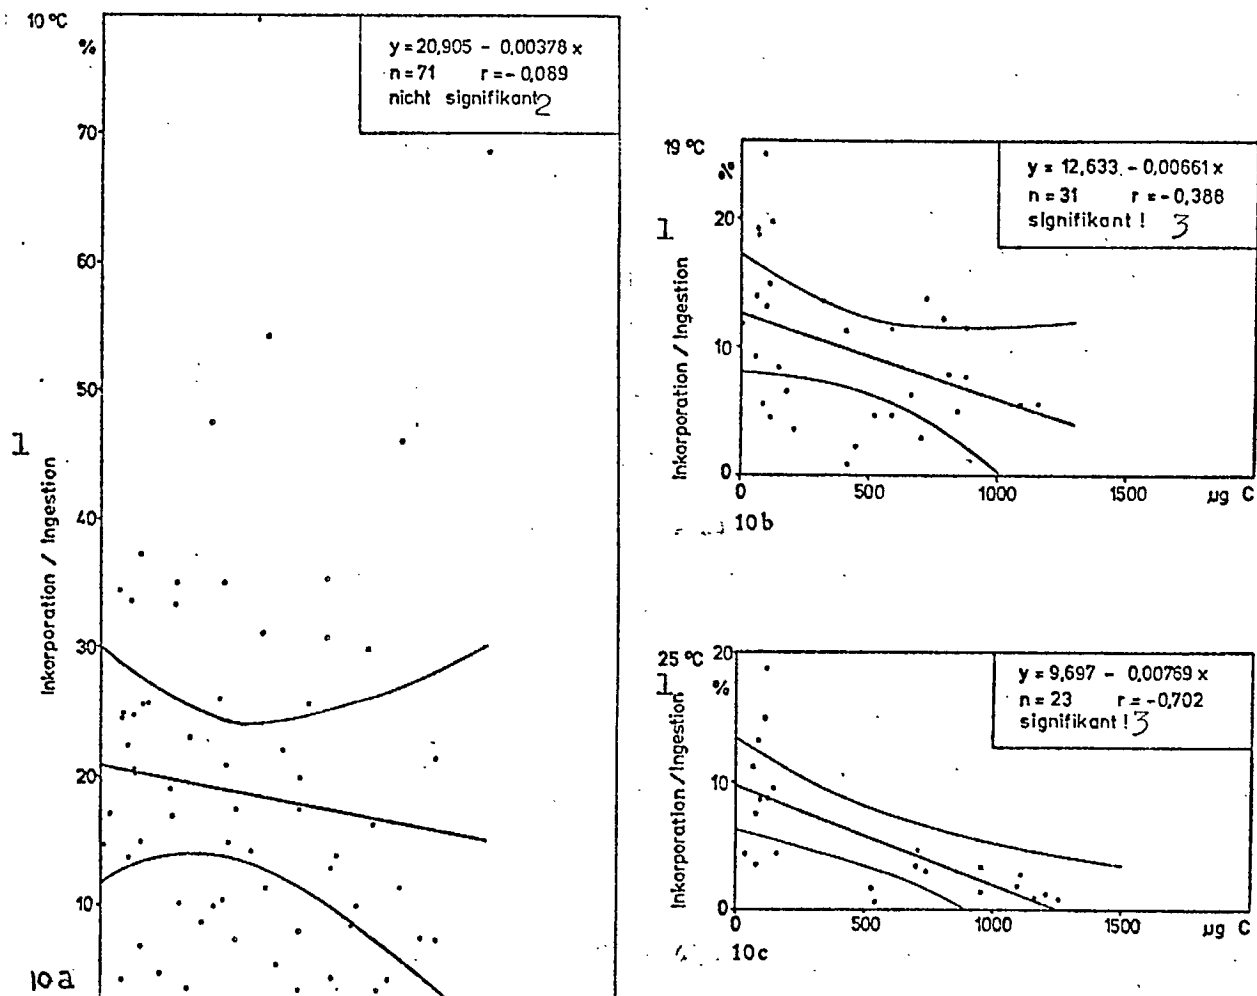 10 °C
%
y = 20,905 - 0,00378 x
n = 71 r = - 0,089
nicht signifikant 2
70
60
50
1
40
Inkorporation / Ingestion
30
20
10
10a
19 °C
%
y = 12,633 - 0,00661 x
n = 31 r = - 0,388
signifikant ! 3
20
1
Inkorporation / Ingestion
10
0
0 500 1000 1500 µg C
10b
25 °C
1
%
20
y = 9,697 - 0,00769 x
n = 23 r = - 0,702
signifikant ! 3
Inkorporation / Ingestion
10
0
0 500 1000 1500 µg C
10c